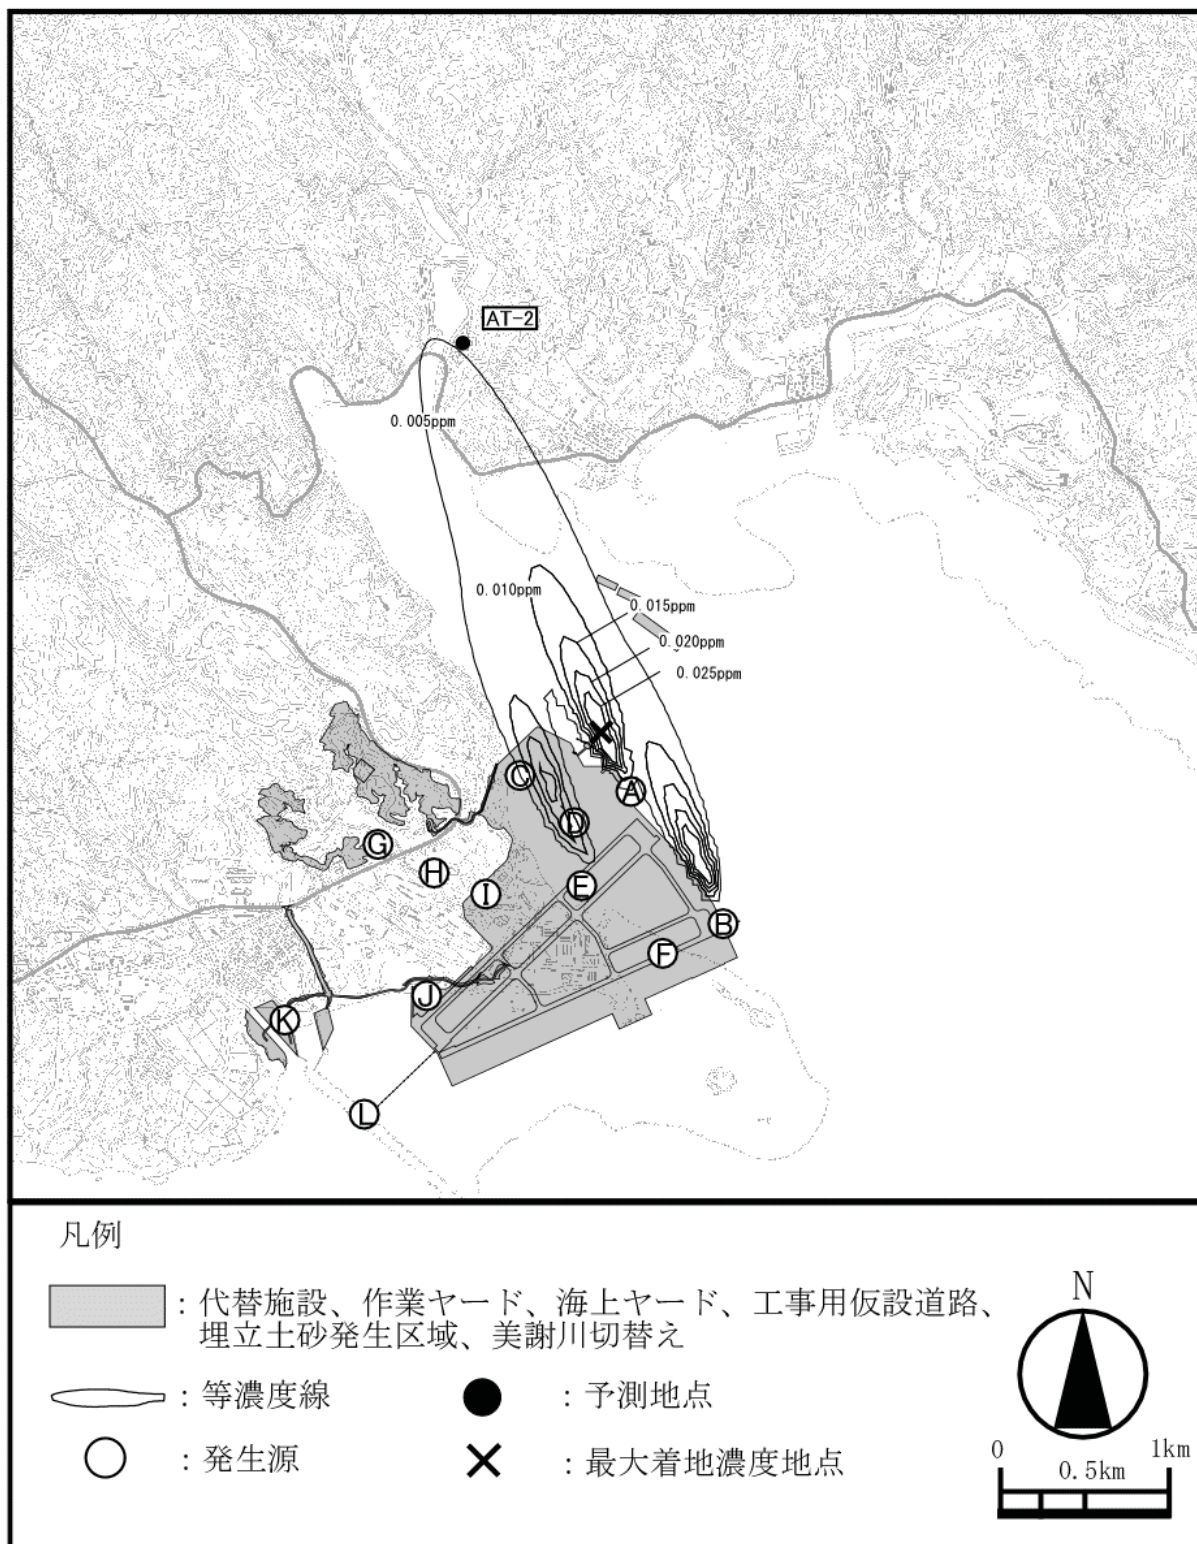 AT-2
0.005ppm
0.010ppm
0.015ppm
0.020ppm
0.025ppm
C
A
D
G
H
E
I
B
F
J
K
L
凡例
：代替施設、作業ヤード、海上ヤード、工事用仮設道路、
埋立土砂発生区域、美謝川切替え
：等濃度線
：予測地点
：発生源
：最大着地濃度地点
N
0 1km
0.5km